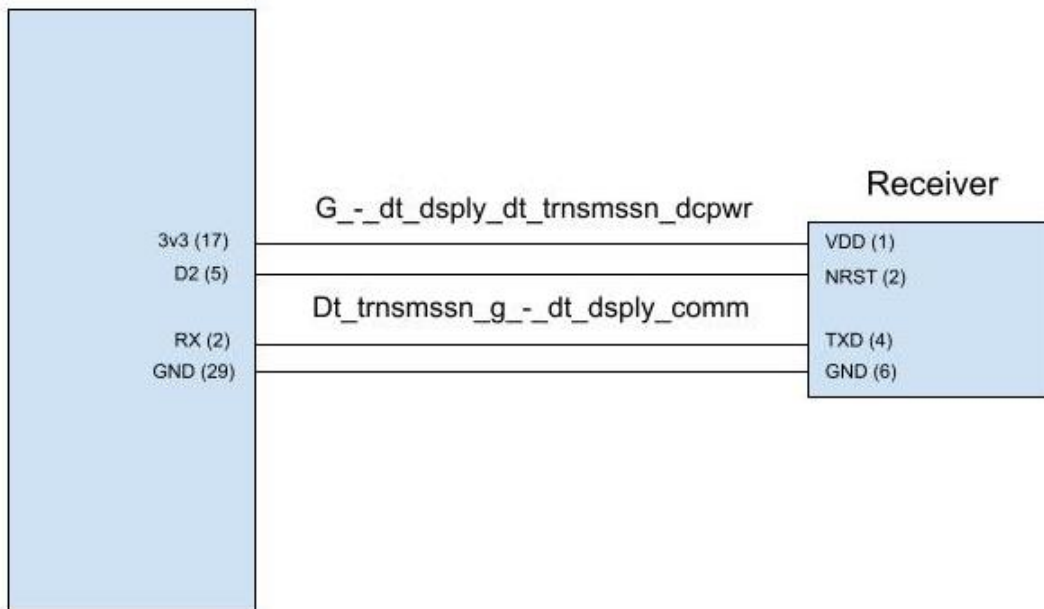 Receiver
G_-_dt_dsply_dt_trnsmssn_dcpwr
3v3 (17)
VDD (1)
D2 (5)
NRST (2)
Dt_trnsmssn_g_-_dt_dsply_comm
RX (2)
TXD (4)
GND (29)
GND (6)